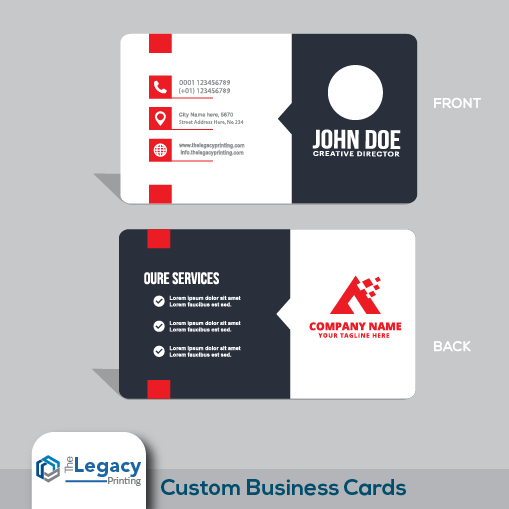 0001 123456789
(+01) 123456789
City Name here, 5670
Street Address Here, No 234
www.thelegacyprinting.com
Info.thelegacyprinting.com
JOHN DOE
CREATIVE DIRECTOR
FRONT
OURE SERVICES
Lorem ipsum dolor sit amet
Lorem faucibus est sed.
Lorem ipsum dolor sit amet
Lorem faucibus est sed.
Lorem ipsum dolor sit amet
Lorem faucibus est sed.
COMPANY NAME
YOUR TAGLINE HERE
BACK
The Legacy
Printing
Custom Business Cards